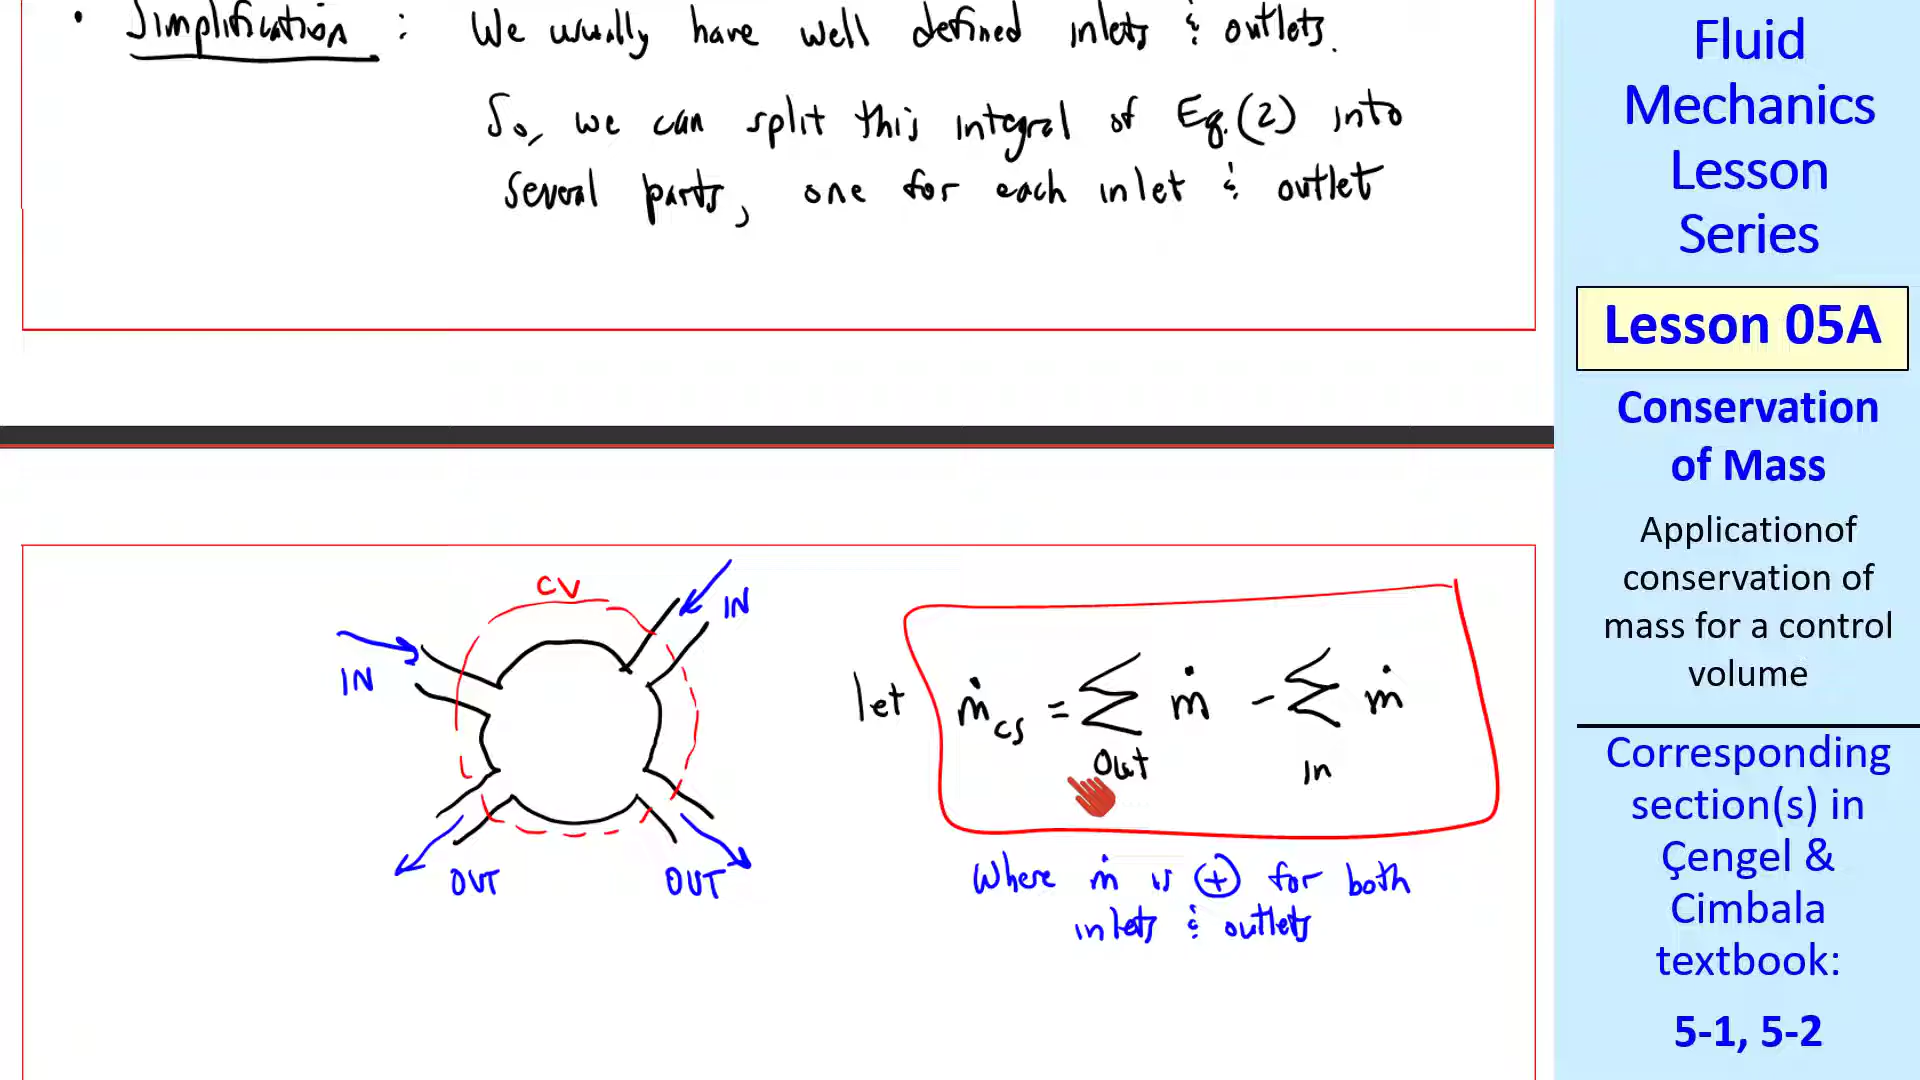 • Simplification : We usually have well defined inlets & outlets.
So, we can split this integral of Eq.(2) into
several parts, one for each inlet & outlet
CV
IN
IN
OUT
OUT
let ṁcs = ∑ ṁ - ∑ ṁ
Out In
Where ṁ is ⊕ for both
inlets & outlets
Fluid
Mechanics
Lesson
Series
Lesson 05A
Conservation
of Mass
Applicationof
conservation of
mass for a control
volume
Corresponding
section(s) in
Çengel &
Cimbala
textbook:
5-1, 5-2